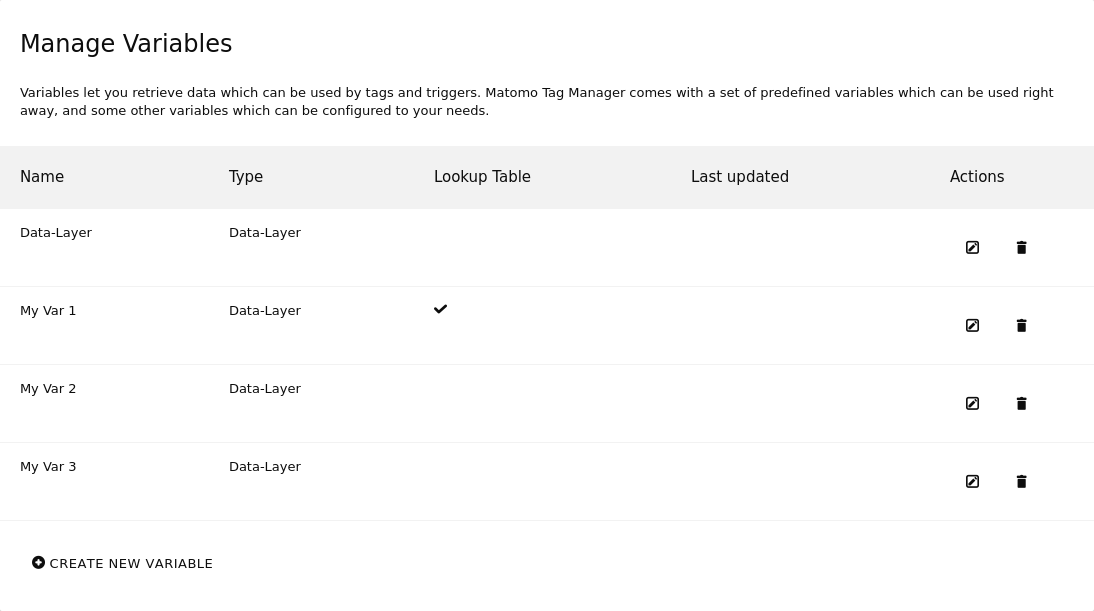 Manage Variables
Variables let you retrieve data which can be used by tags and triggers. Matomo Tag Manager comes with a set of predefined variables which can be used right
away, and some other variables which can be configured to your needs.
Name Type Lookup Table Last updated Actions
Data-Layer Data-Layer
My Var 1 Data-Layer
My Var 2 Data-Layer
My Var 3 Data-Layer
CREATE NEW VARIABLE